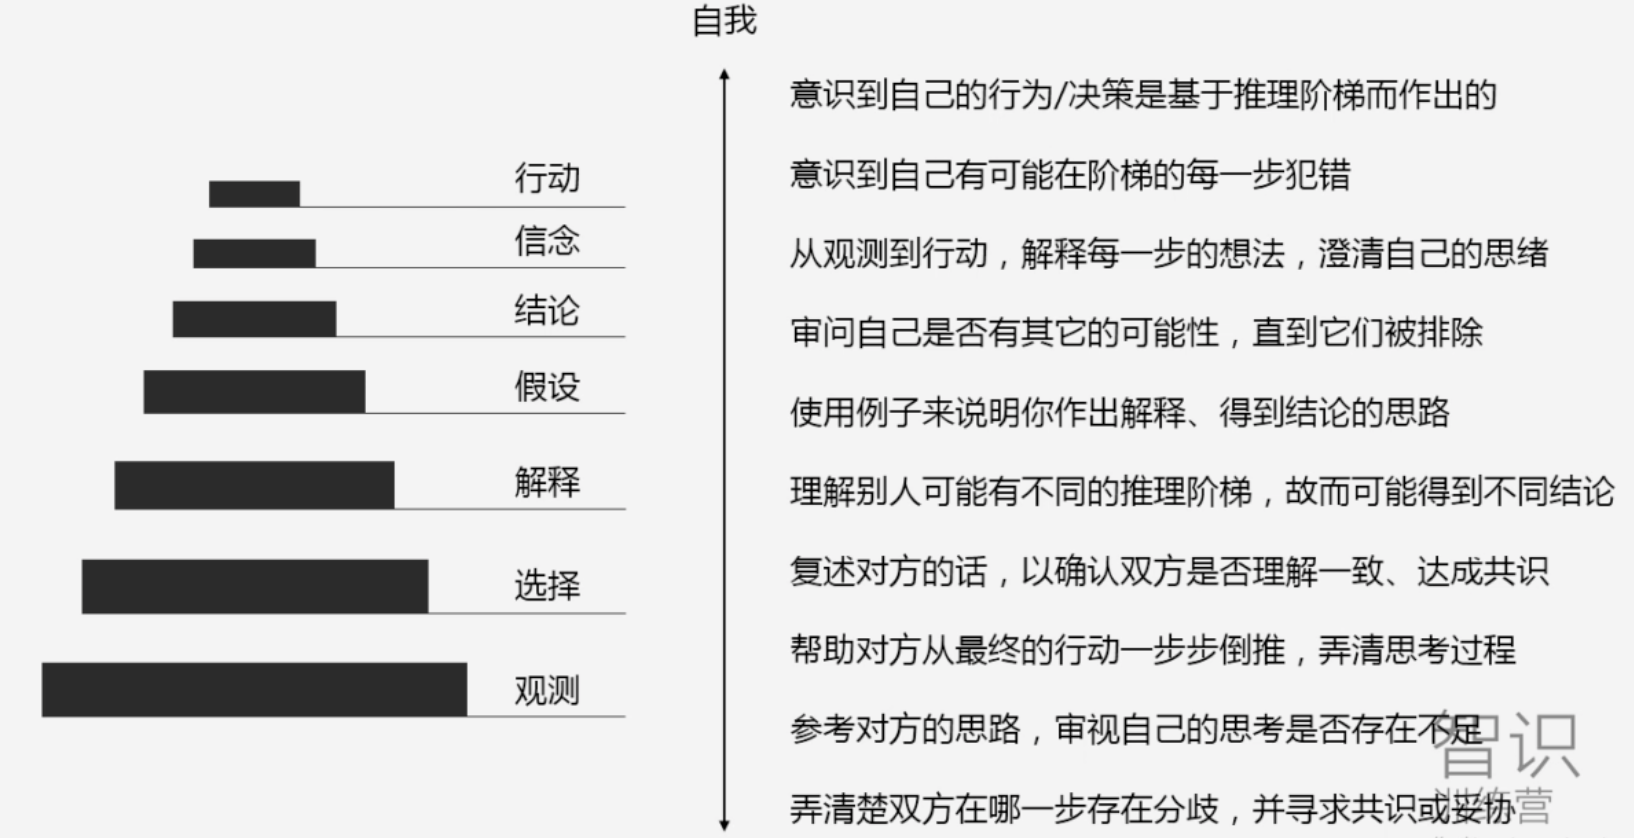 自我
行动
信念
结论
假设
解释
选择
观测
意识到自己的行为/决策是基于推理阶梯而作出的
意识到自己有可能在阶梯的每一步犯错
从观测到行动，解释每一步的想法，澄清自己的思绪
审问自己是否有其它的可能性，直到它们被排除
使用例子来说明你作出解释、得到结论的思路
理解别人可能有不同的推理阶梯，故而可能得到不同结论
复述对方的话，以确认双方是否理解一致、达成共识
帮助对方从最终的行动一步步倒推，弄清思考过程
参考对方的思路，审视自己的思考是否存在不足
弄清楚双方在哪一步存在分歧，并寻求共识或妥协
智识
训练营